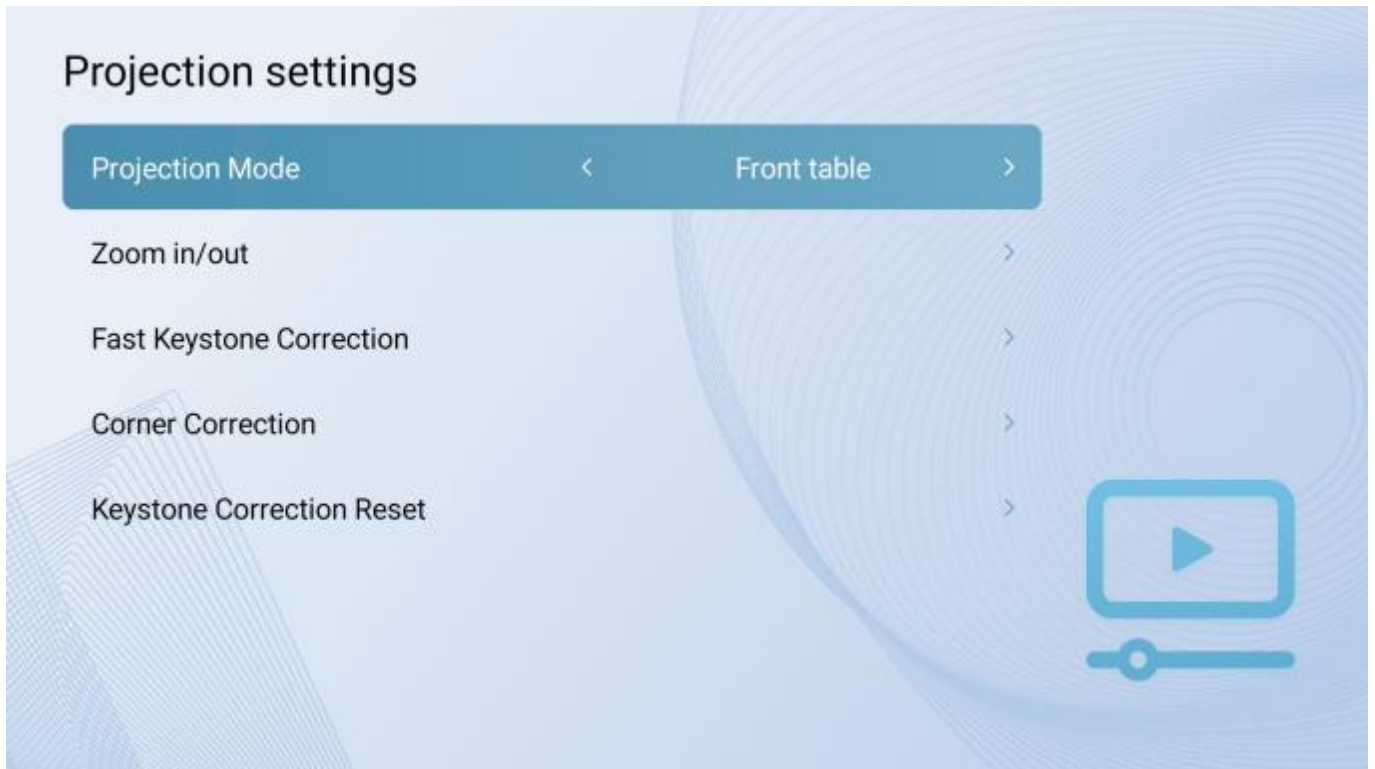 Projection settings
Projection Mode < Front table >
Zoom in/out >
Fast Keystone Correction >
Corner Correction >
Keystone Correction Reset >